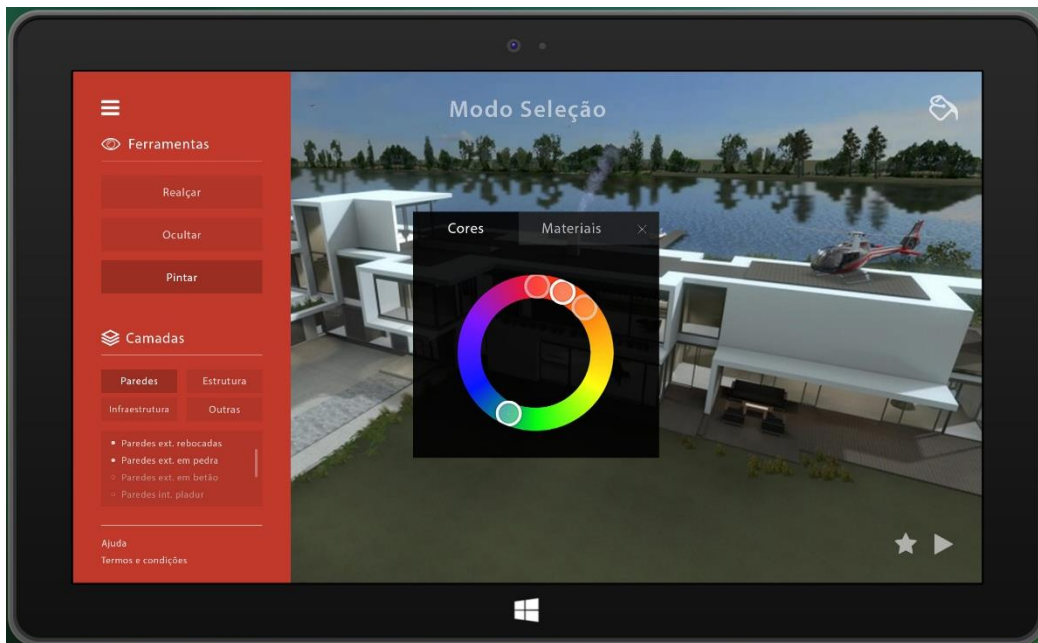 Modo Seleção
Ferramentas
Realçar
Ocultar
Pintar
Camadas
Paredes
Estrutura
Infraestrutura
Outras
Paredes ext. rebocadas
Paredes ext. em pedra
Paredes ext. em betão
Paredes int. pladur
Ajuda
Termos e condições
Cores
Materiais